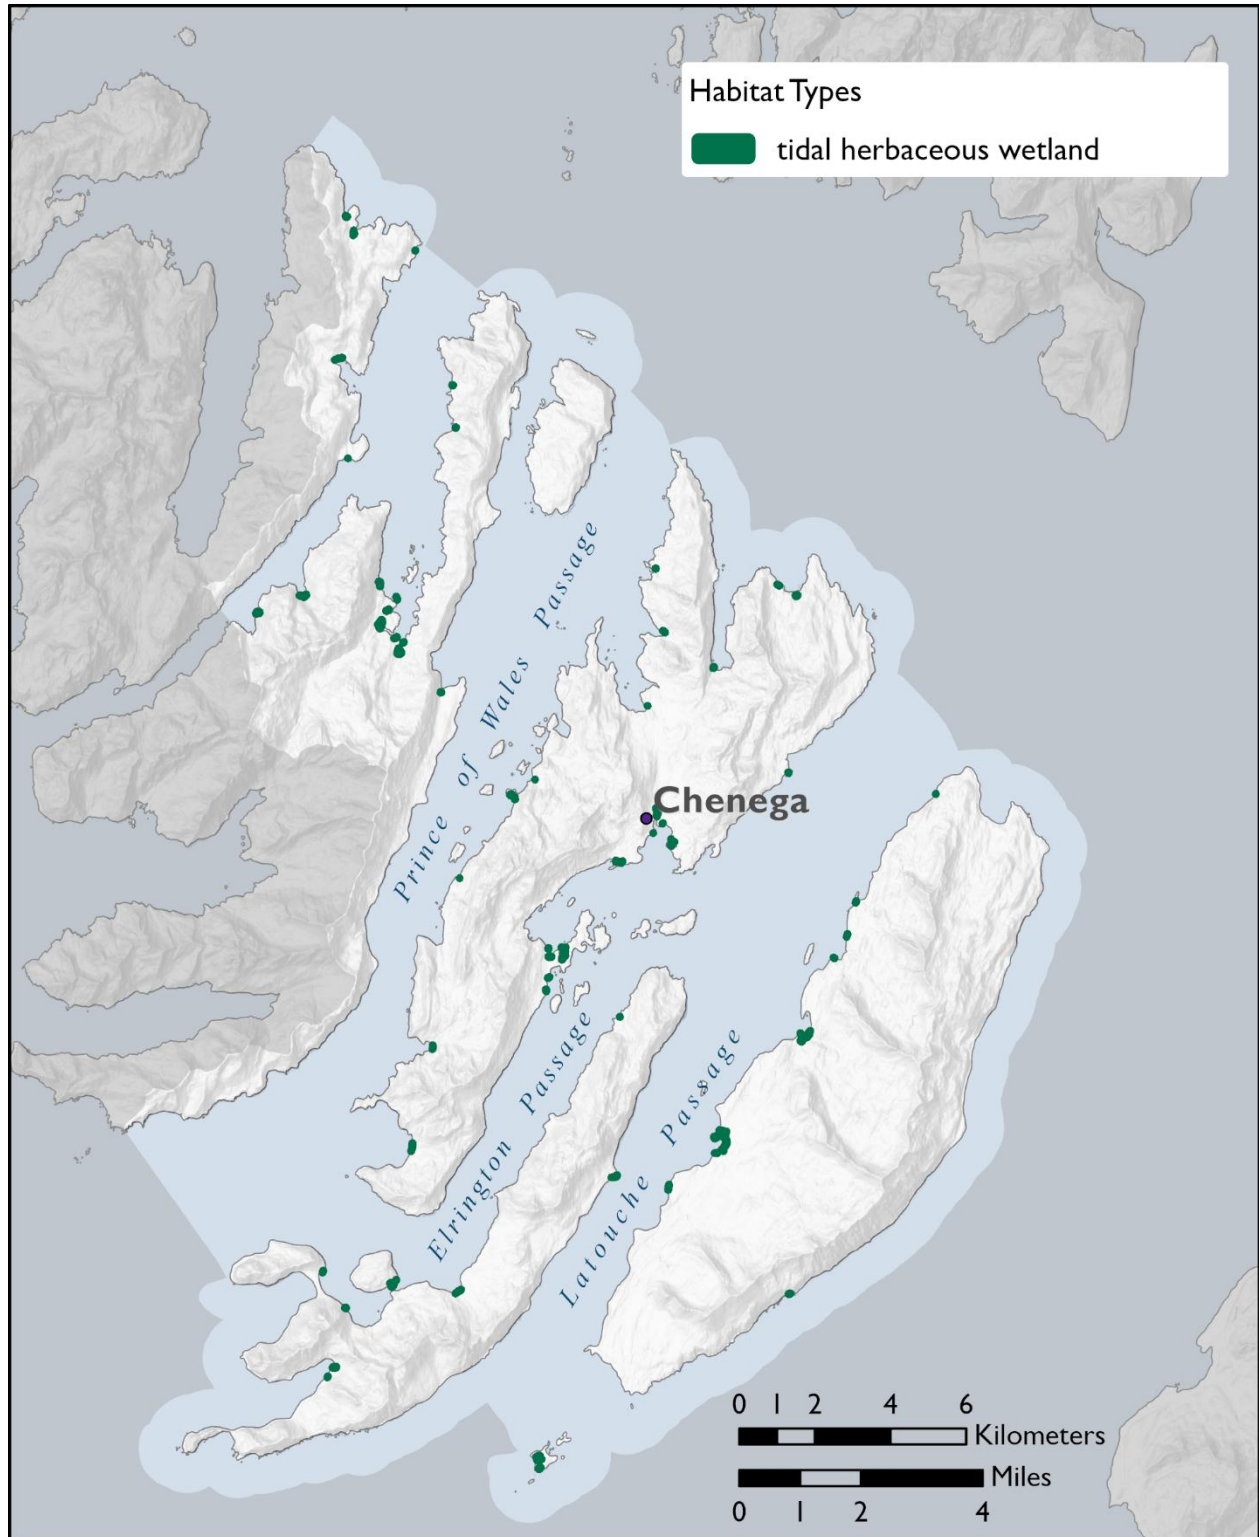 Habitat Types
tidal herbaceous wetland
Prince of Wales Passage
Chenega
Elrington Passage
Latouche Passage
0 1 2 4 6
Kilometers
Miles
0 1 2 4